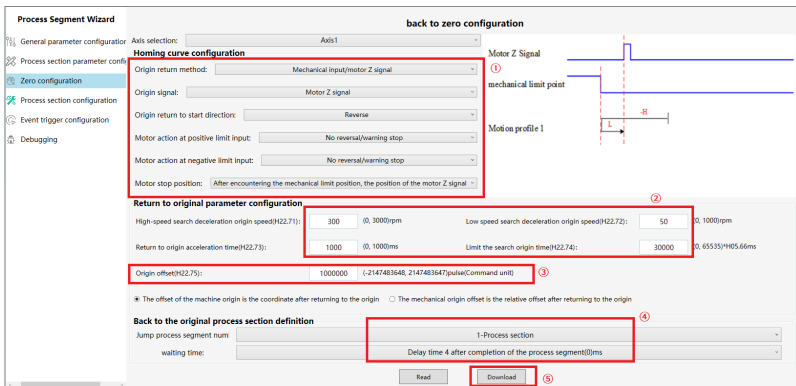 Process Segment Wizard
back to zero configuration
General parameter configuration
Process section parameter confi
Zero configuration
Process section configuration
Event trigger configuration
Debugging
Axis selection: Axis1
Homing curve configuration
Origin return method: Mechanical input/motor Z signal
Origin signal: Motor Z signal
Origin return to start direction: Reverse
Motor action at positive limit input: No reversal/warning stop
Motor action at negative limit input: No reversal/warning stop
Motor stop position: After encountering the mechanical limit position, the position of the motor Z signal
①
Motor Z Signal
mechanical limit point
-H
L
Motion profile 1
Return to original parameter configuration
②
High-speed search deceleration origin speed(H22.71): 300 (0, 3000)rpm Low speed search deceleration origin speed(H22.72): 50 (0, 1000)rpm
Return to origin acceleration time(H22.73): 1000 (0, 1000)ms Limit the search origin time(H22.74): 30000 (0, 65535)*H05.66ms
Origin offset(H22.75): 1000000 (-2147483648, 2147483647)pulse(Command unit) ③
The offset of the machine origin is the coordinate after returning to the origin The mechanical origin offset is the relative offset after returning to the origin
Back to the original process section definition ④
Jump process segment num 1-Process section
waiting time: Delay time 4 after completion of the process segment(0)ms
Read Download ⑤